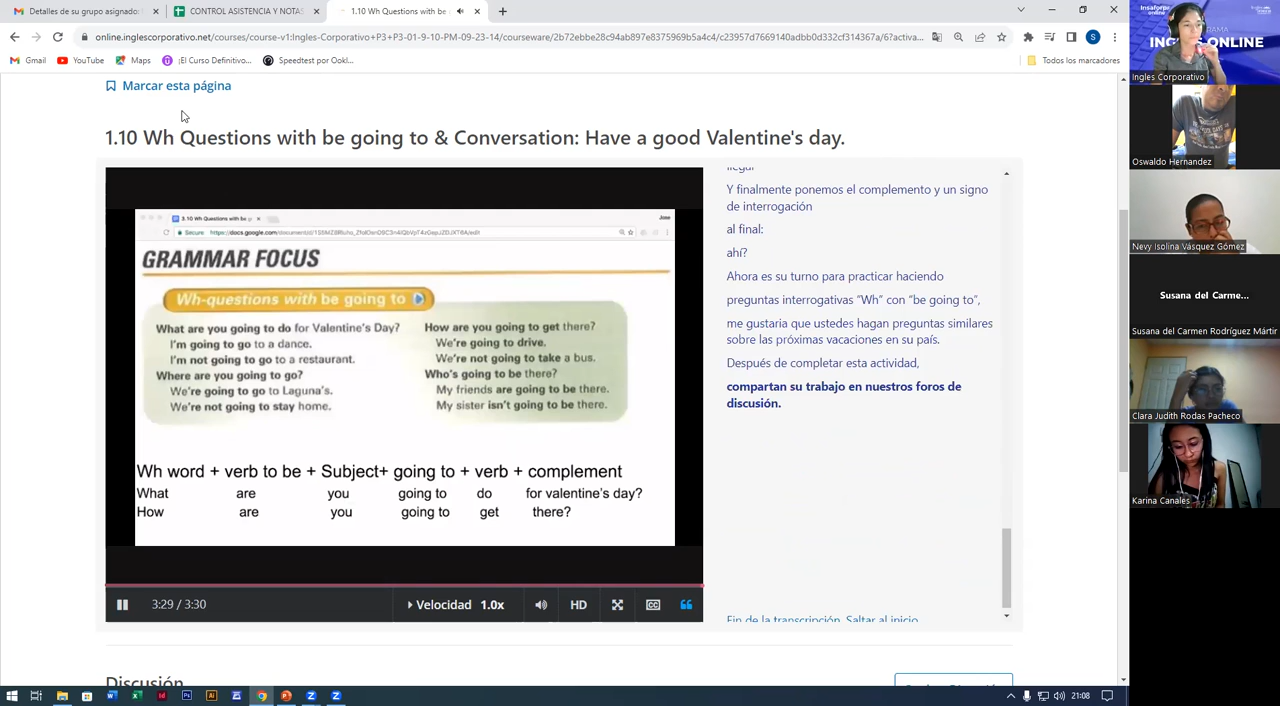 Detalles de su grupo asignado:
CONTROL ASISTENCIA Y NOTAS
1.10 Wh Questions with be
online.inglescorporativo.net/courses/course-v1:Ingles-Corporativo+P3+P3-01-9-10-PM-09-23-14/courseware/2b72ebbe28c94ab897e8375969b5a4c4/c23957d7669140adbb0d332cf314367a/6?activa...
Gmail
YouTube
Maps
¡El Curso Definitivo...
Speedtest por Ookl...
Todos los marcadores
Marcar esta página
1.10 Wh Questions with be going to & Conversation: Have a good Valentine's day.
GRAMMAR FOCUS
Wh-questions with be going to
What are you going to do for Valentine's Day?
I'm going to go to a dance.
I'm not going to go to a restaurant.
Where are you going to go?
We're going to go to Laguna's.
We're not going to stay home.
How are you going to get there?
We're going to drive.
We're not going to take a bus.
Who's going to be there?
My friends are going to be there.
My sister isn't going to be there.
Wh word + verb to be + Subject+ going to + verb + complement
What are you going to do for valentine's day?
How are you going to get there?
3:29 / 3:30
Velocidad 1.0x
HD
llegar
Y finalmente ponemos el complemento y un signo
de interrogación
al final:
ahí?
Ahora es su turno para practicar haciendo
preguntas interrogativas “Wh” con “be going to”,
me gustaria que ustedes hagan preguntas similares
sobre las próximas vacaciones en su país.
Después de completar esta actividad,
compartan su trabajo en nuestros foros de
discusión.
Fin de la transcripción. Saltar al inicio.
Discusión
INGLES ONLINE
Ingles Corporativo
Oswaldo Hernandez
Nevy Isolina Vásquez Gómez
Susana del Carme...
Susana del Carmen Rodríguez Mártir
Clara Judith Rodas Pacheco
Karina Canales
21:08